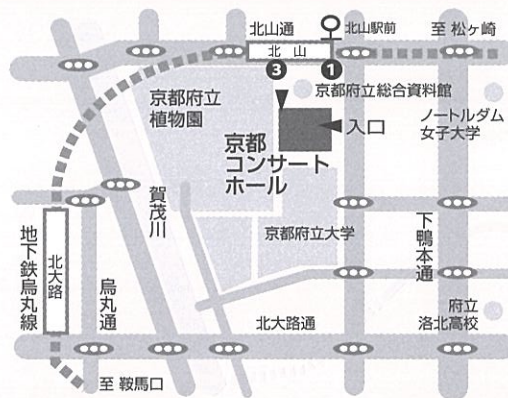 北山通
北山駅前
至 松ヶ崎
北 山
3
1
京都府立総合資料館
京都府立
植物園
ノートルダム
女子大学
入口
京都
コンサート
ホール
賀茂川
京都府立大学
下鴨本通
地下鉄烏丸線
北大路
烏丸通
府立
洛北高校
北大路通
至 鞍馬口